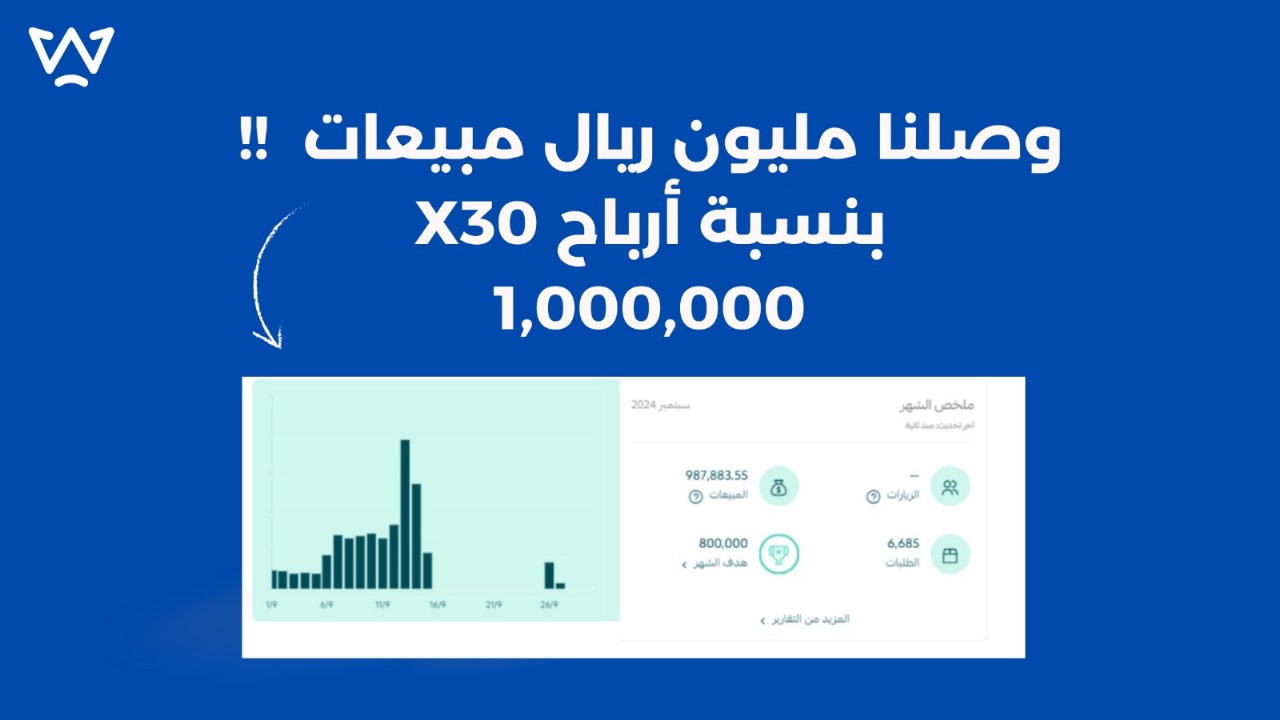 وصلنا مليون ريال مبيعات !!
بنسبة أرباح X30
1,000,000
ملخص الشهر
سبتمبر 2024
آخر تحديث: منذ ثانية
–
الزيارات
987,883.55
المبيعات
6,685
الطلبات
800,000
هدف الشهر
المزيد من التقارير
1/9 6/9 11/9 16/9 21/9 26/9